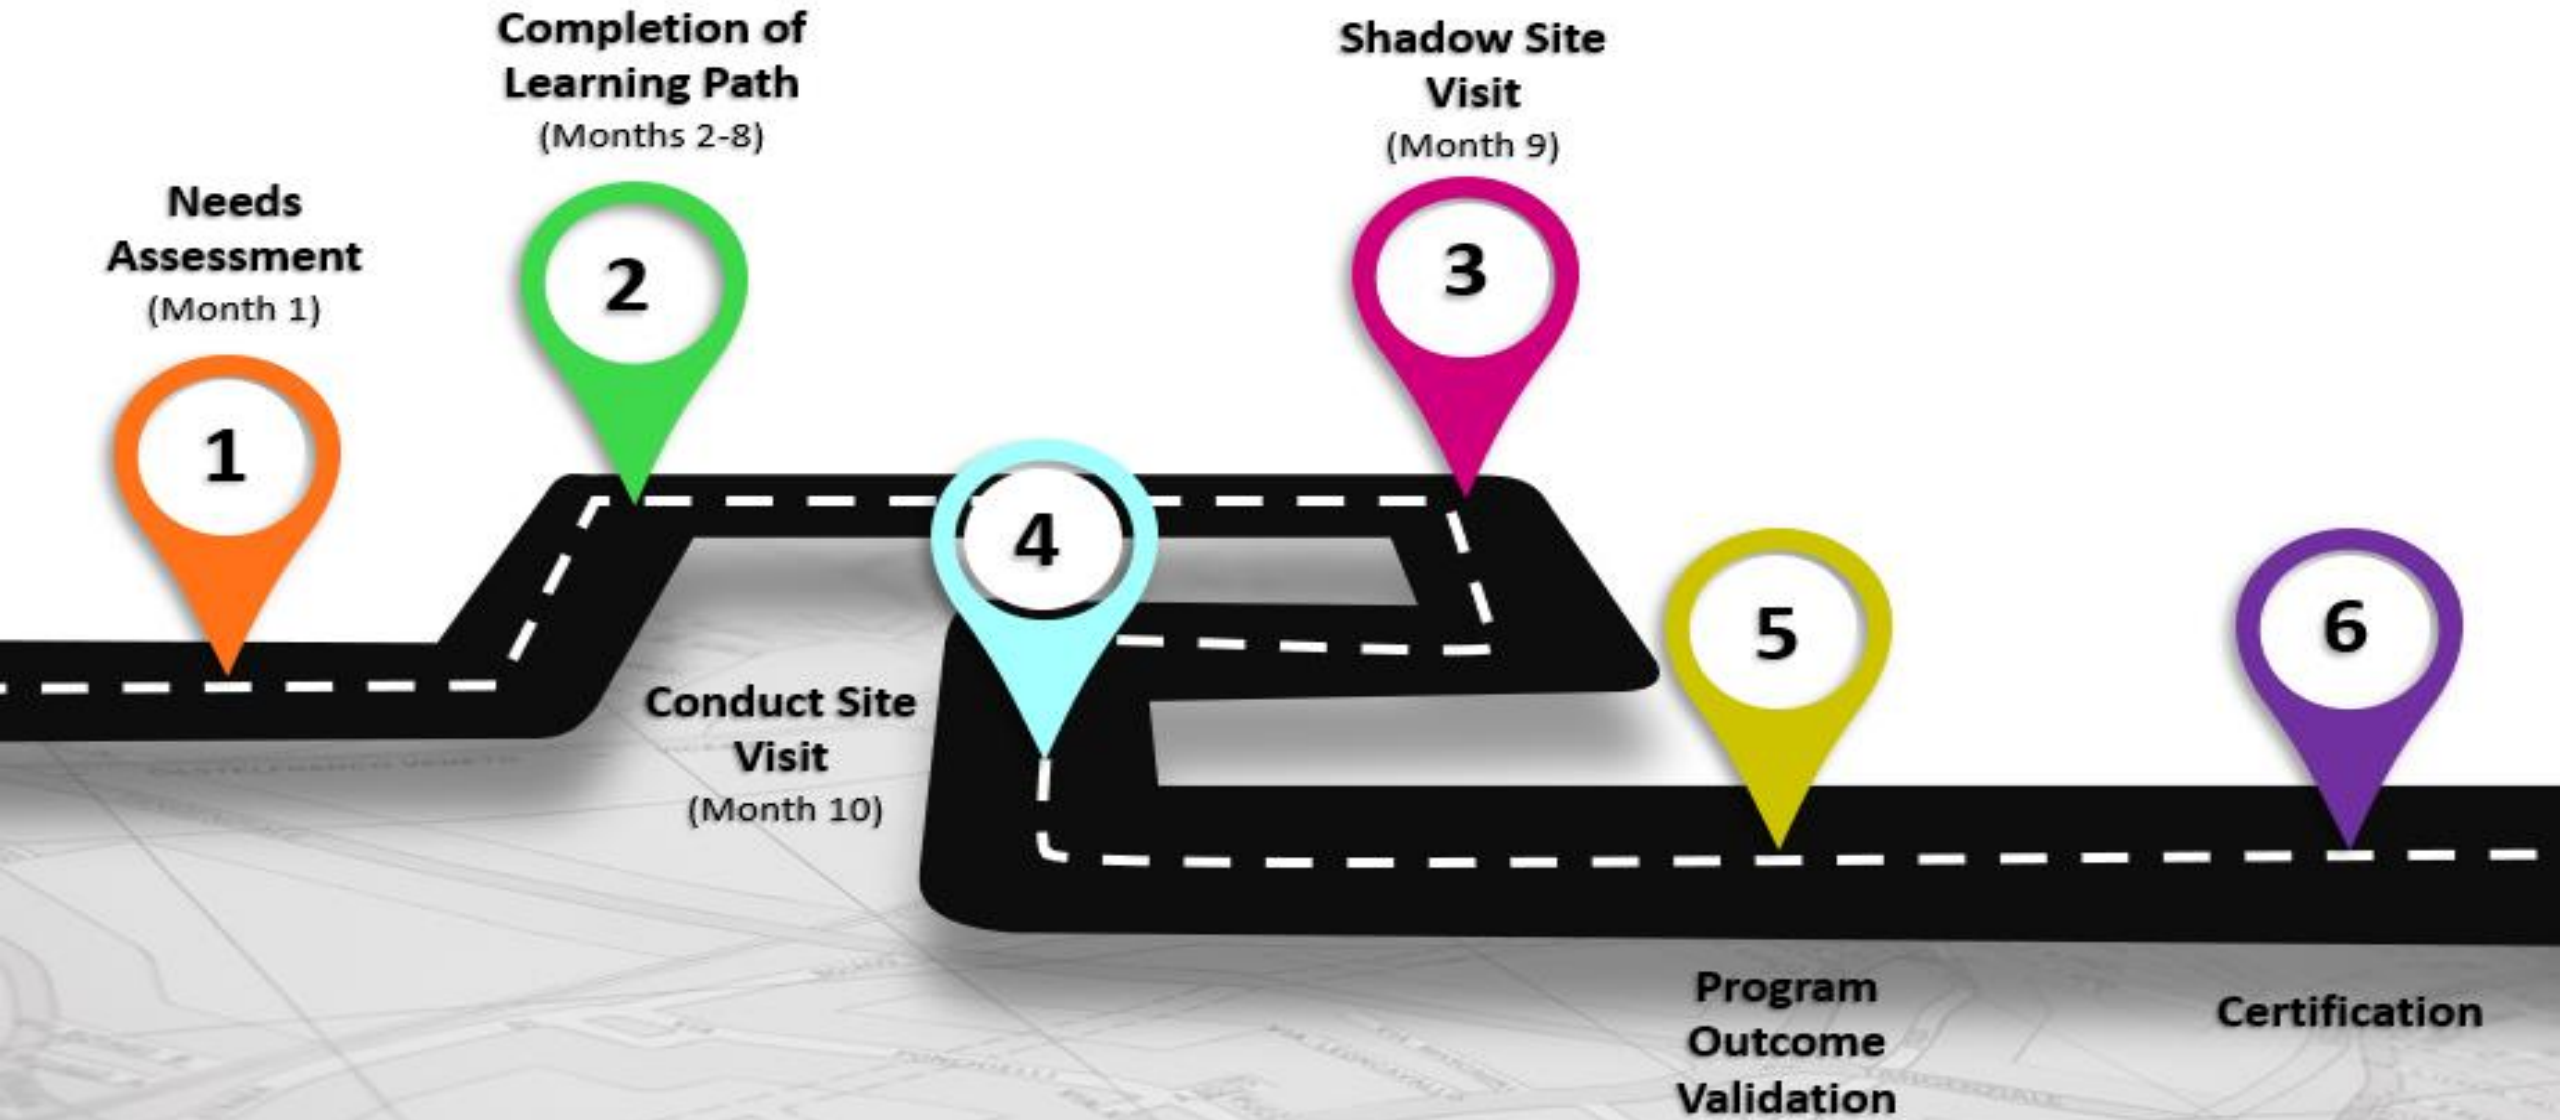 Needs
Assessment
(Month 1)
1
Completion of
Learning Path
(Months 2-8)
2
Shadow Site
Visit
(Month 9)
3
4
Conduct Site
Visit
(Month 10)
5
Program
Outcome
Validation
6
Certification